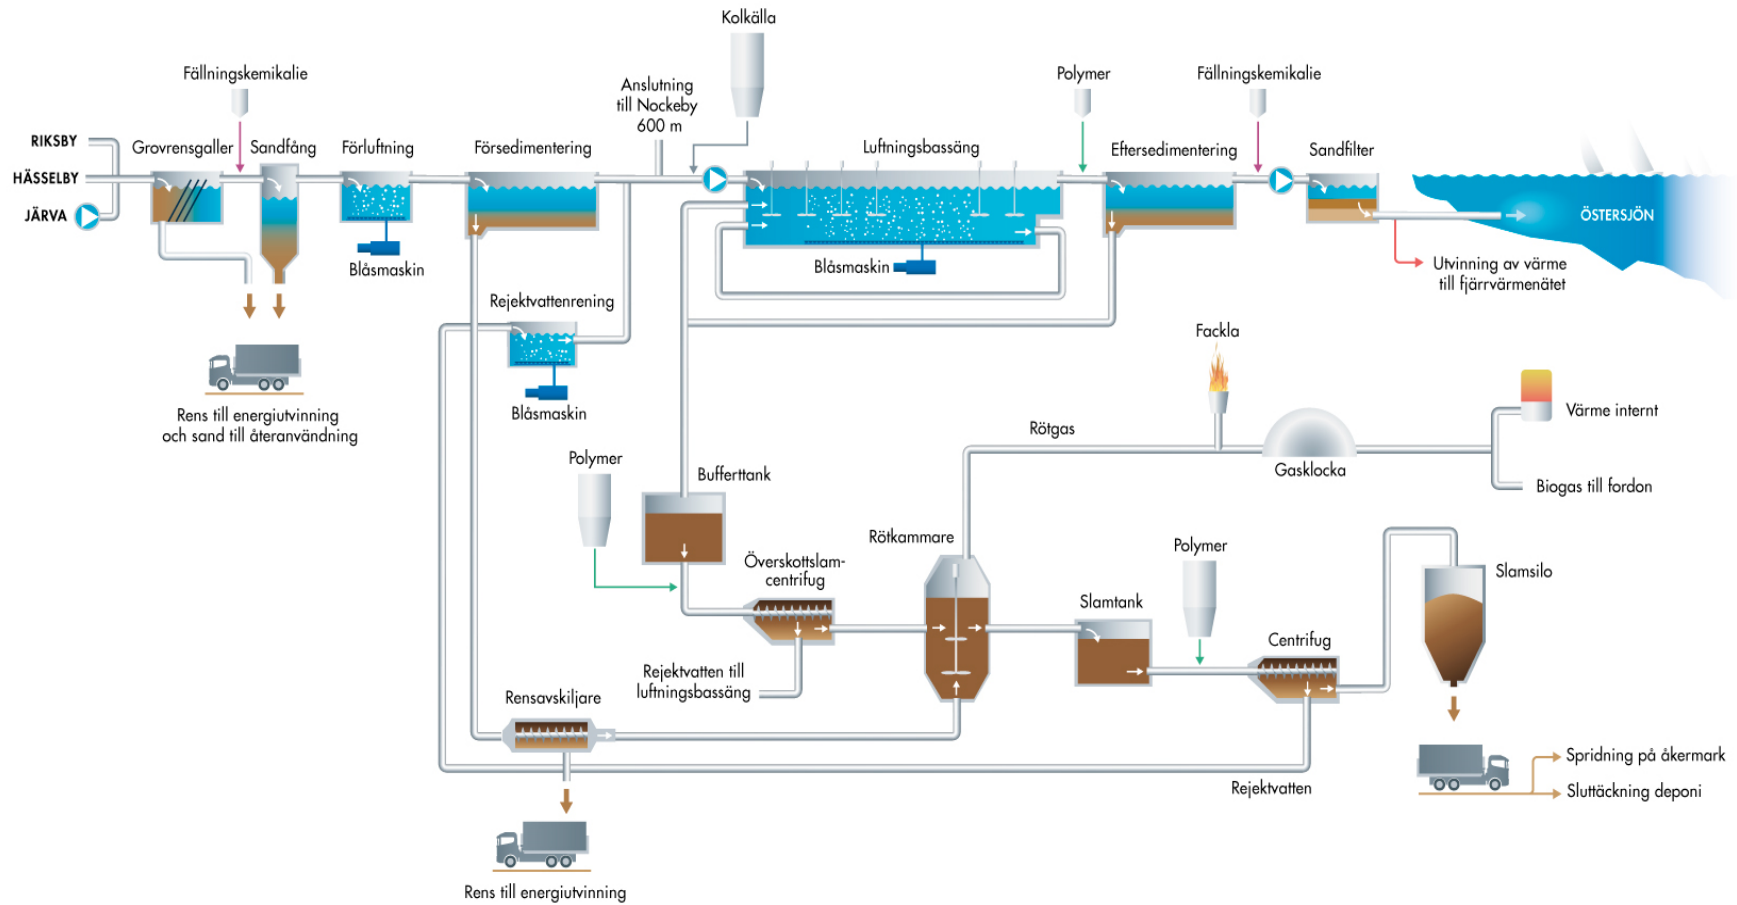 Kolkälla
Fällningskemikalie
Anslutning
till Nockeby
600 m
Polymer
Fällningskemikalie
RIKSBY
HÄSSELBY
JÄRVA
Grovrensgaller
Sandfång
Förluftning
Försedimentering
Luftningsbassäng
Eftersedimentering
Sandfilter
ÖSTERSJÖN
Blåsmaskin
Blåsmaskin
Utvinning av värme
till fjärrvärmenätet
Rejektvattenrening
Blåsmaskin
Rens till energiutvinning
och sand till återanvändning
Fackla
Rötgas
Gasklocka
Värme internt
Biogas till fordon
Polymer
Bufferttank
Överskottslam-
centrifug
Rötkammare
Polymer
Slamtank
Centrifug
Slamsilo
Rejektvatten till
luftningsbassäng
Rensavskiljare
Rejektvatten
Spridning på åkermark
Sluttäckning deponi
Rens till energiutvinning